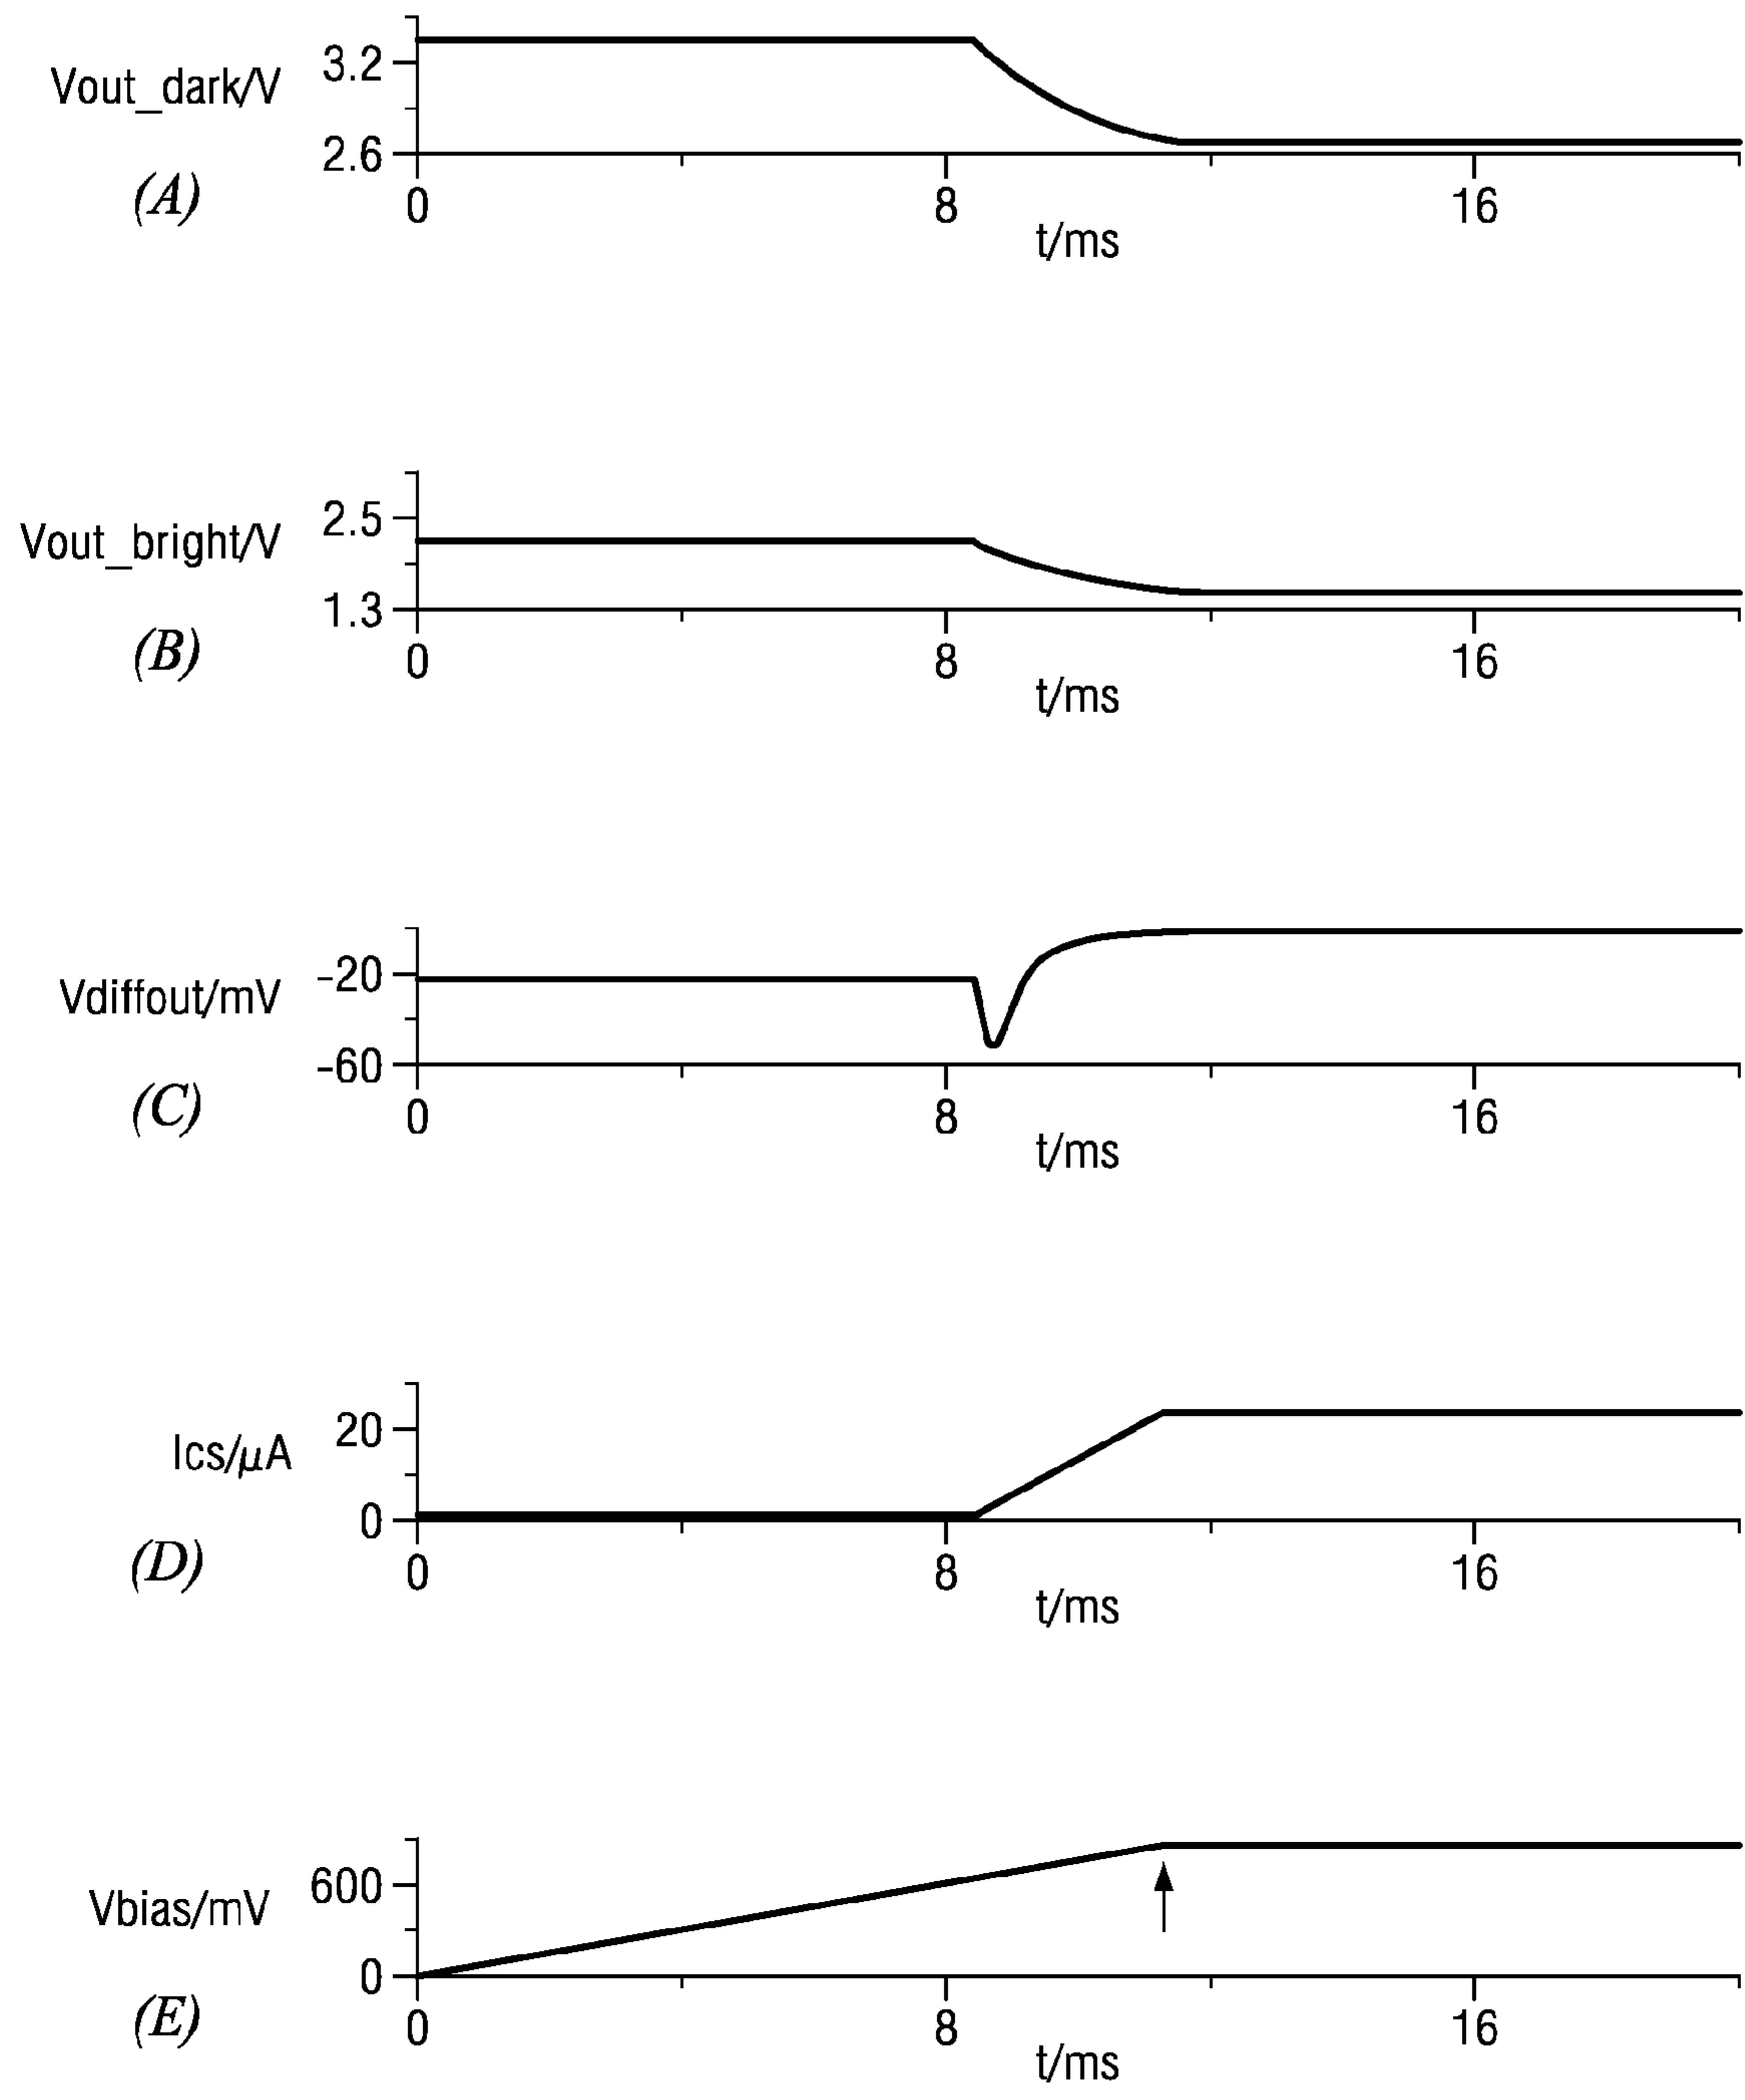 3.2
Vout_dark/V
2.6
(A)
0 8 16
t/ms
2.5
Vout_bright/V
1.3
(B)
0 8 16
t/ms
-20
Vdiffout/mV
-60
(C)
0 8 16
t/ms
20
Ics/μA
0
(D)
0 8 16
t/ms
600
Vbias/mV
0
(E)
0 8 16
t/ms